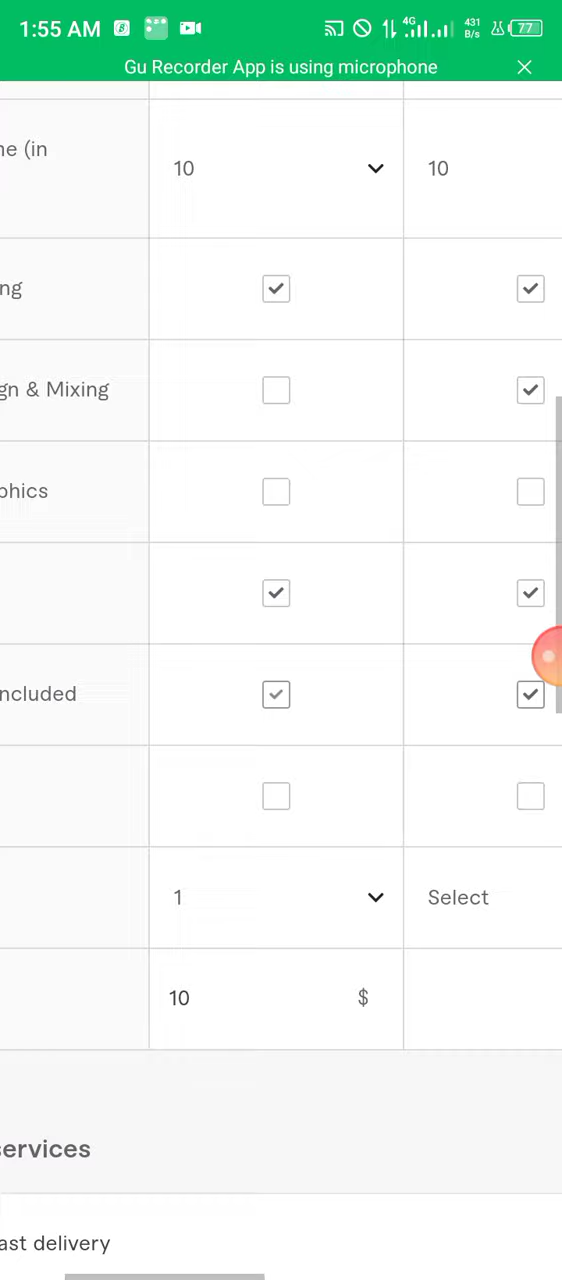 1:55 AM 4G 431 B/s 77
Gu Recorder App is using microphone
ne (in
10 10
ng
gn & Mixing
phics
ncluded
1 Select
10 $
services
ast delivery